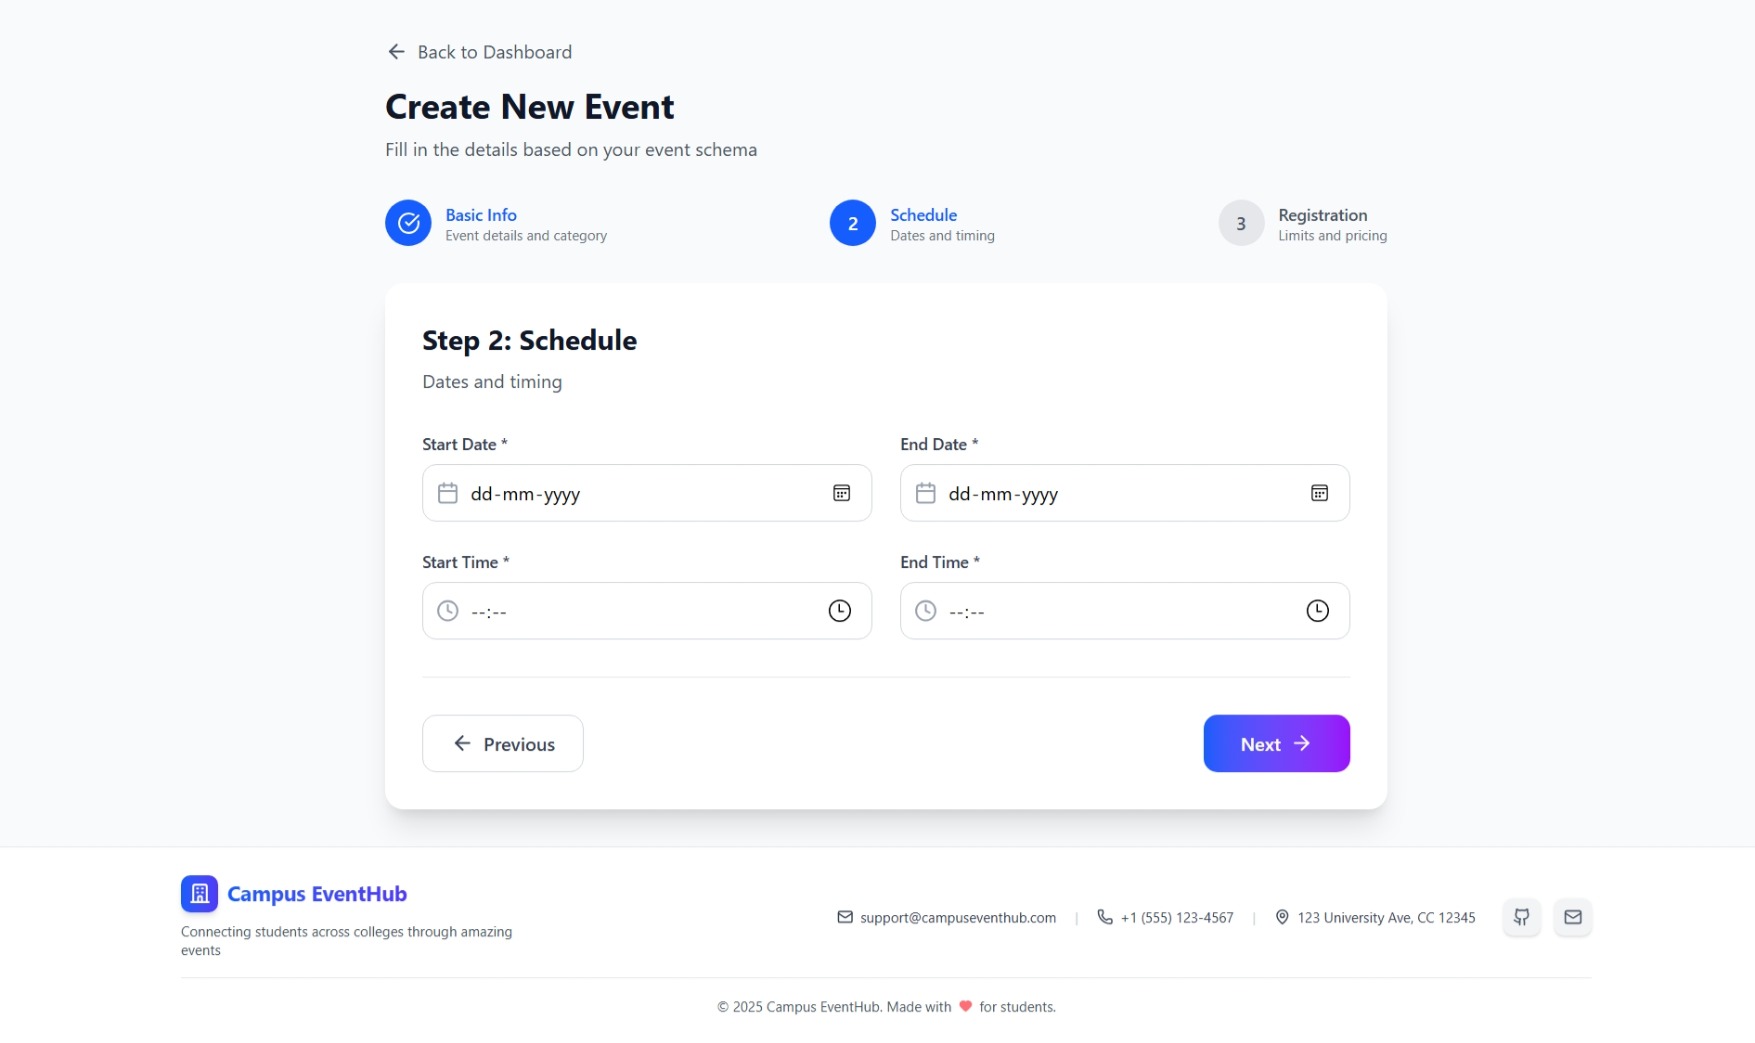 Back to Dashboard
Create New Event
Fill in the details based on your event schema
Basic Info
Event details and category
2
Schedule
Dates and timing
3
Registration
Limits and pricing
Step 2: Schedule
Dates and timing
Start Date *
End Date *
dd-mm-yyyy
dd-mm-yyyy
Start Time *
End Time *
--:--
--:--
Previous
Next
Campus EventHub
Connecting students across colleges through amazing
events
support@campuseventhub.com | +1 (555) 123-4567 | 123 University Ave, CC 12345
© 2025 Campus EventHub. Made with ❤ for students.